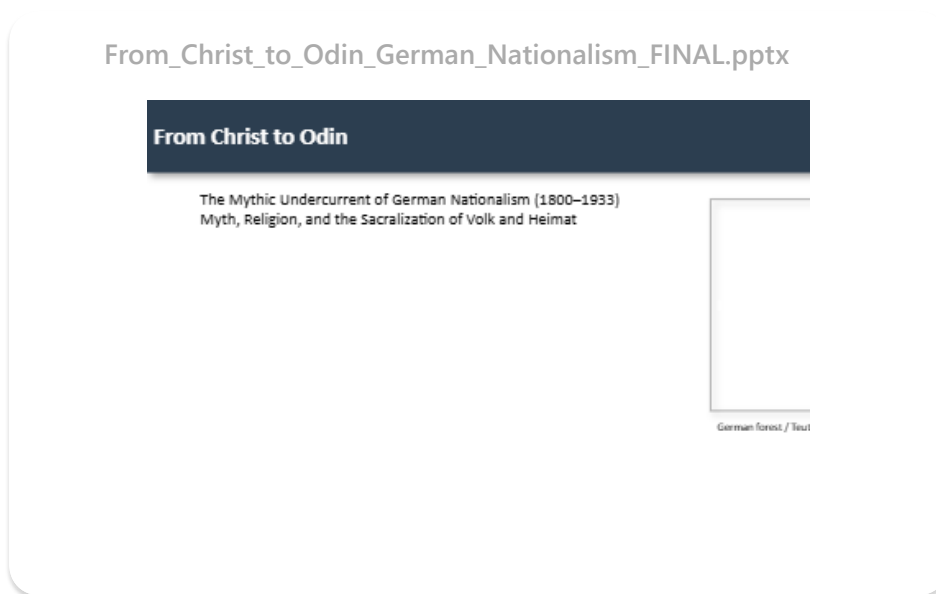 From_Christ_to_Odin_German_Nationalism_FINAL.pptx
From Christ to Odin
The Mythic Undercurrent of German Nationalism (1800–1933)
Myth, Religion, and the Sacralization of Volk and Heimat
German forest / Teut